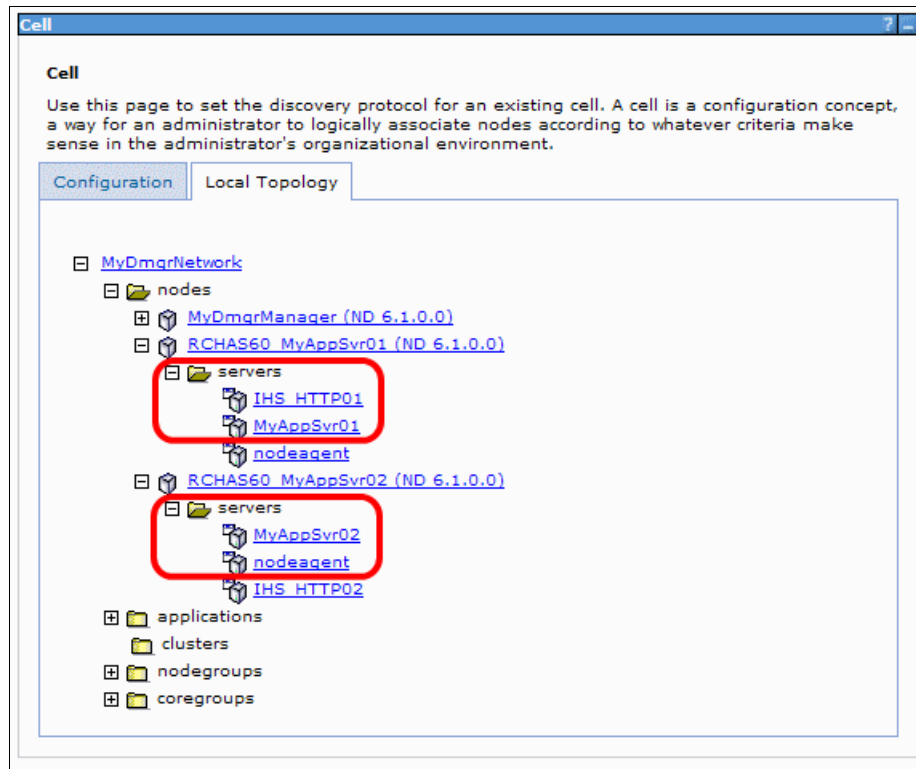 Cell
?
Cell
Use this page to set the discovery protocol for an existing cell. A cell is a configuration concept,
a way for an administrator to logically associate nodes according to whatever criteria make
sense in the administrator's organizational environment.
Configuration Local Topology
MyDmgrNetwork
nodes
MyDmgrManager (ND 6.1.0.0)
RCHAS60_MyAppSvr01 (ND 6.1.0.0)
servers
IHS_HTTP01
MyAppSvr01
nodeagent
RCHAS60_MyAppSvr02 (ND 6.1.0.0)
servers
MyAppSvr02
nodeagent
IHS_HTTP02
applications
clusters
nodegroups
coregroups